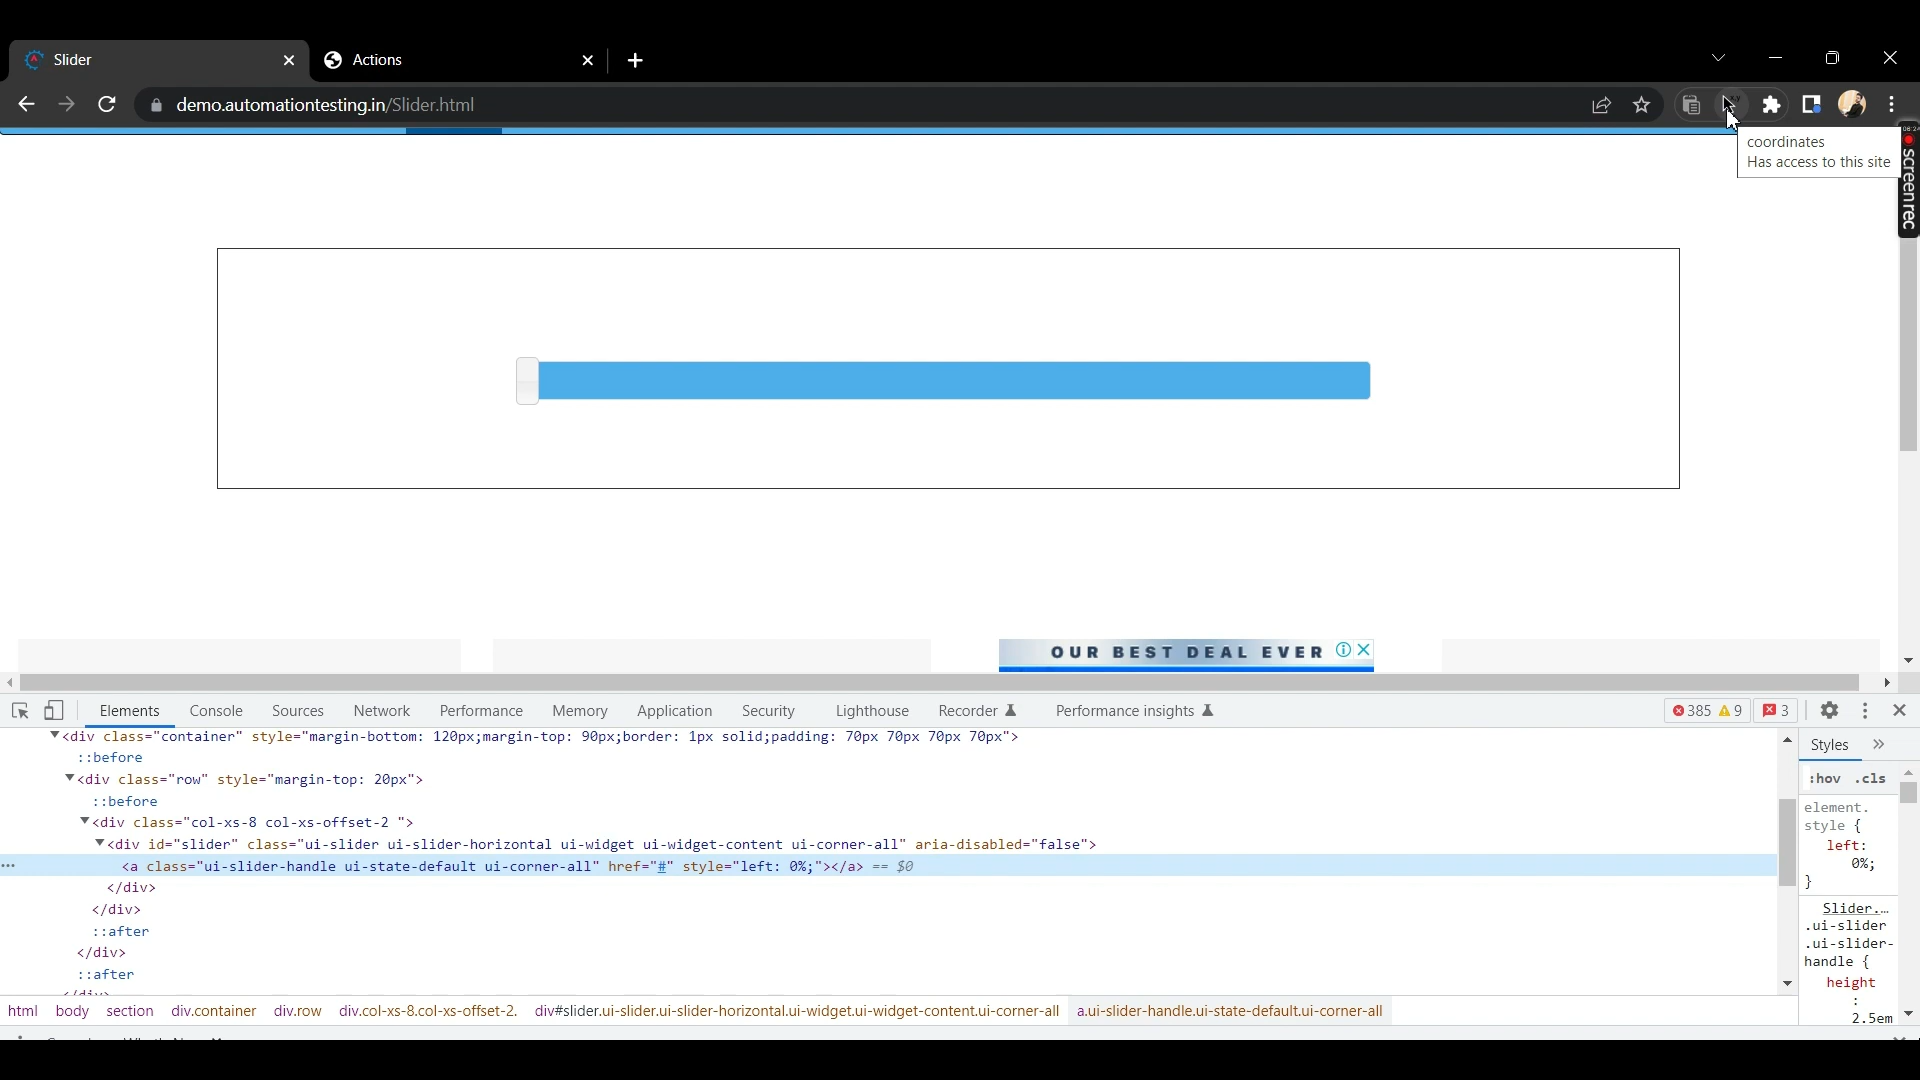 Slider
Actions
demo.automationtesting.in/Slider.html
coordinates
Has access to this site
screenrec
OUR BEST DEAL EVER
Elements Console Sources Network Performance Memory Application Security Lighthouse Recorder Performance insights 385 9 3
▼<div class="container" style="margin-bottom: 120px;margin-top: 90px;border: 1px solid;padding: 70px 70px 70px 70px">
::before
▼<div class="row" style="margin-top: 20px">
::before
▼<div class="col-xs-8 col-xs-offset-2 ">
▼<div id="slider" class="ui-slider ui-slider-horizontal ui-widget ui-widget-content ui-corner-all" aria-disabled="false">
<a class="ui-slider-handle ui-state-default ui-corner-all" href="#" style="left: 0%;"></a> == $0
</div>
</div>
::after
</div>
::after
Styles »
:hov .cls
element.
style {
left:
0%;
}
Slider.…
.ui-slider
.ui-slider-
handle {
height
:
2.5em
html body section div.container div.row div.col-xs-8.col-xs-offset-2. div#slider.ui-slider.ui-slider-horizontal.ui-widget.ui-widget-content.ui-corner-all a.ui-slider-handle.ui-state-default.ui-corner-all